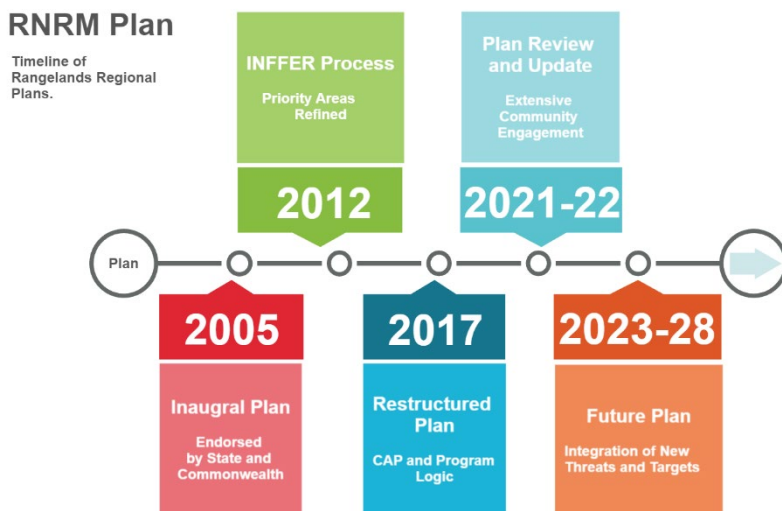 RNRM Plan
Timeline of
Rangelands Regional
Plans.
INFFER Process
Priority Areas
Refined
2012
Plan Review
and Update
Extensive
Community
Engagement
2021-22
Plan
2005
Inaugral Plan
Endorsed
by State and
Commonwealth
2017
Restructured
Plan
CAP and Program
Logic
2023-28
Future Plan
Integration of New
Threats and Targets